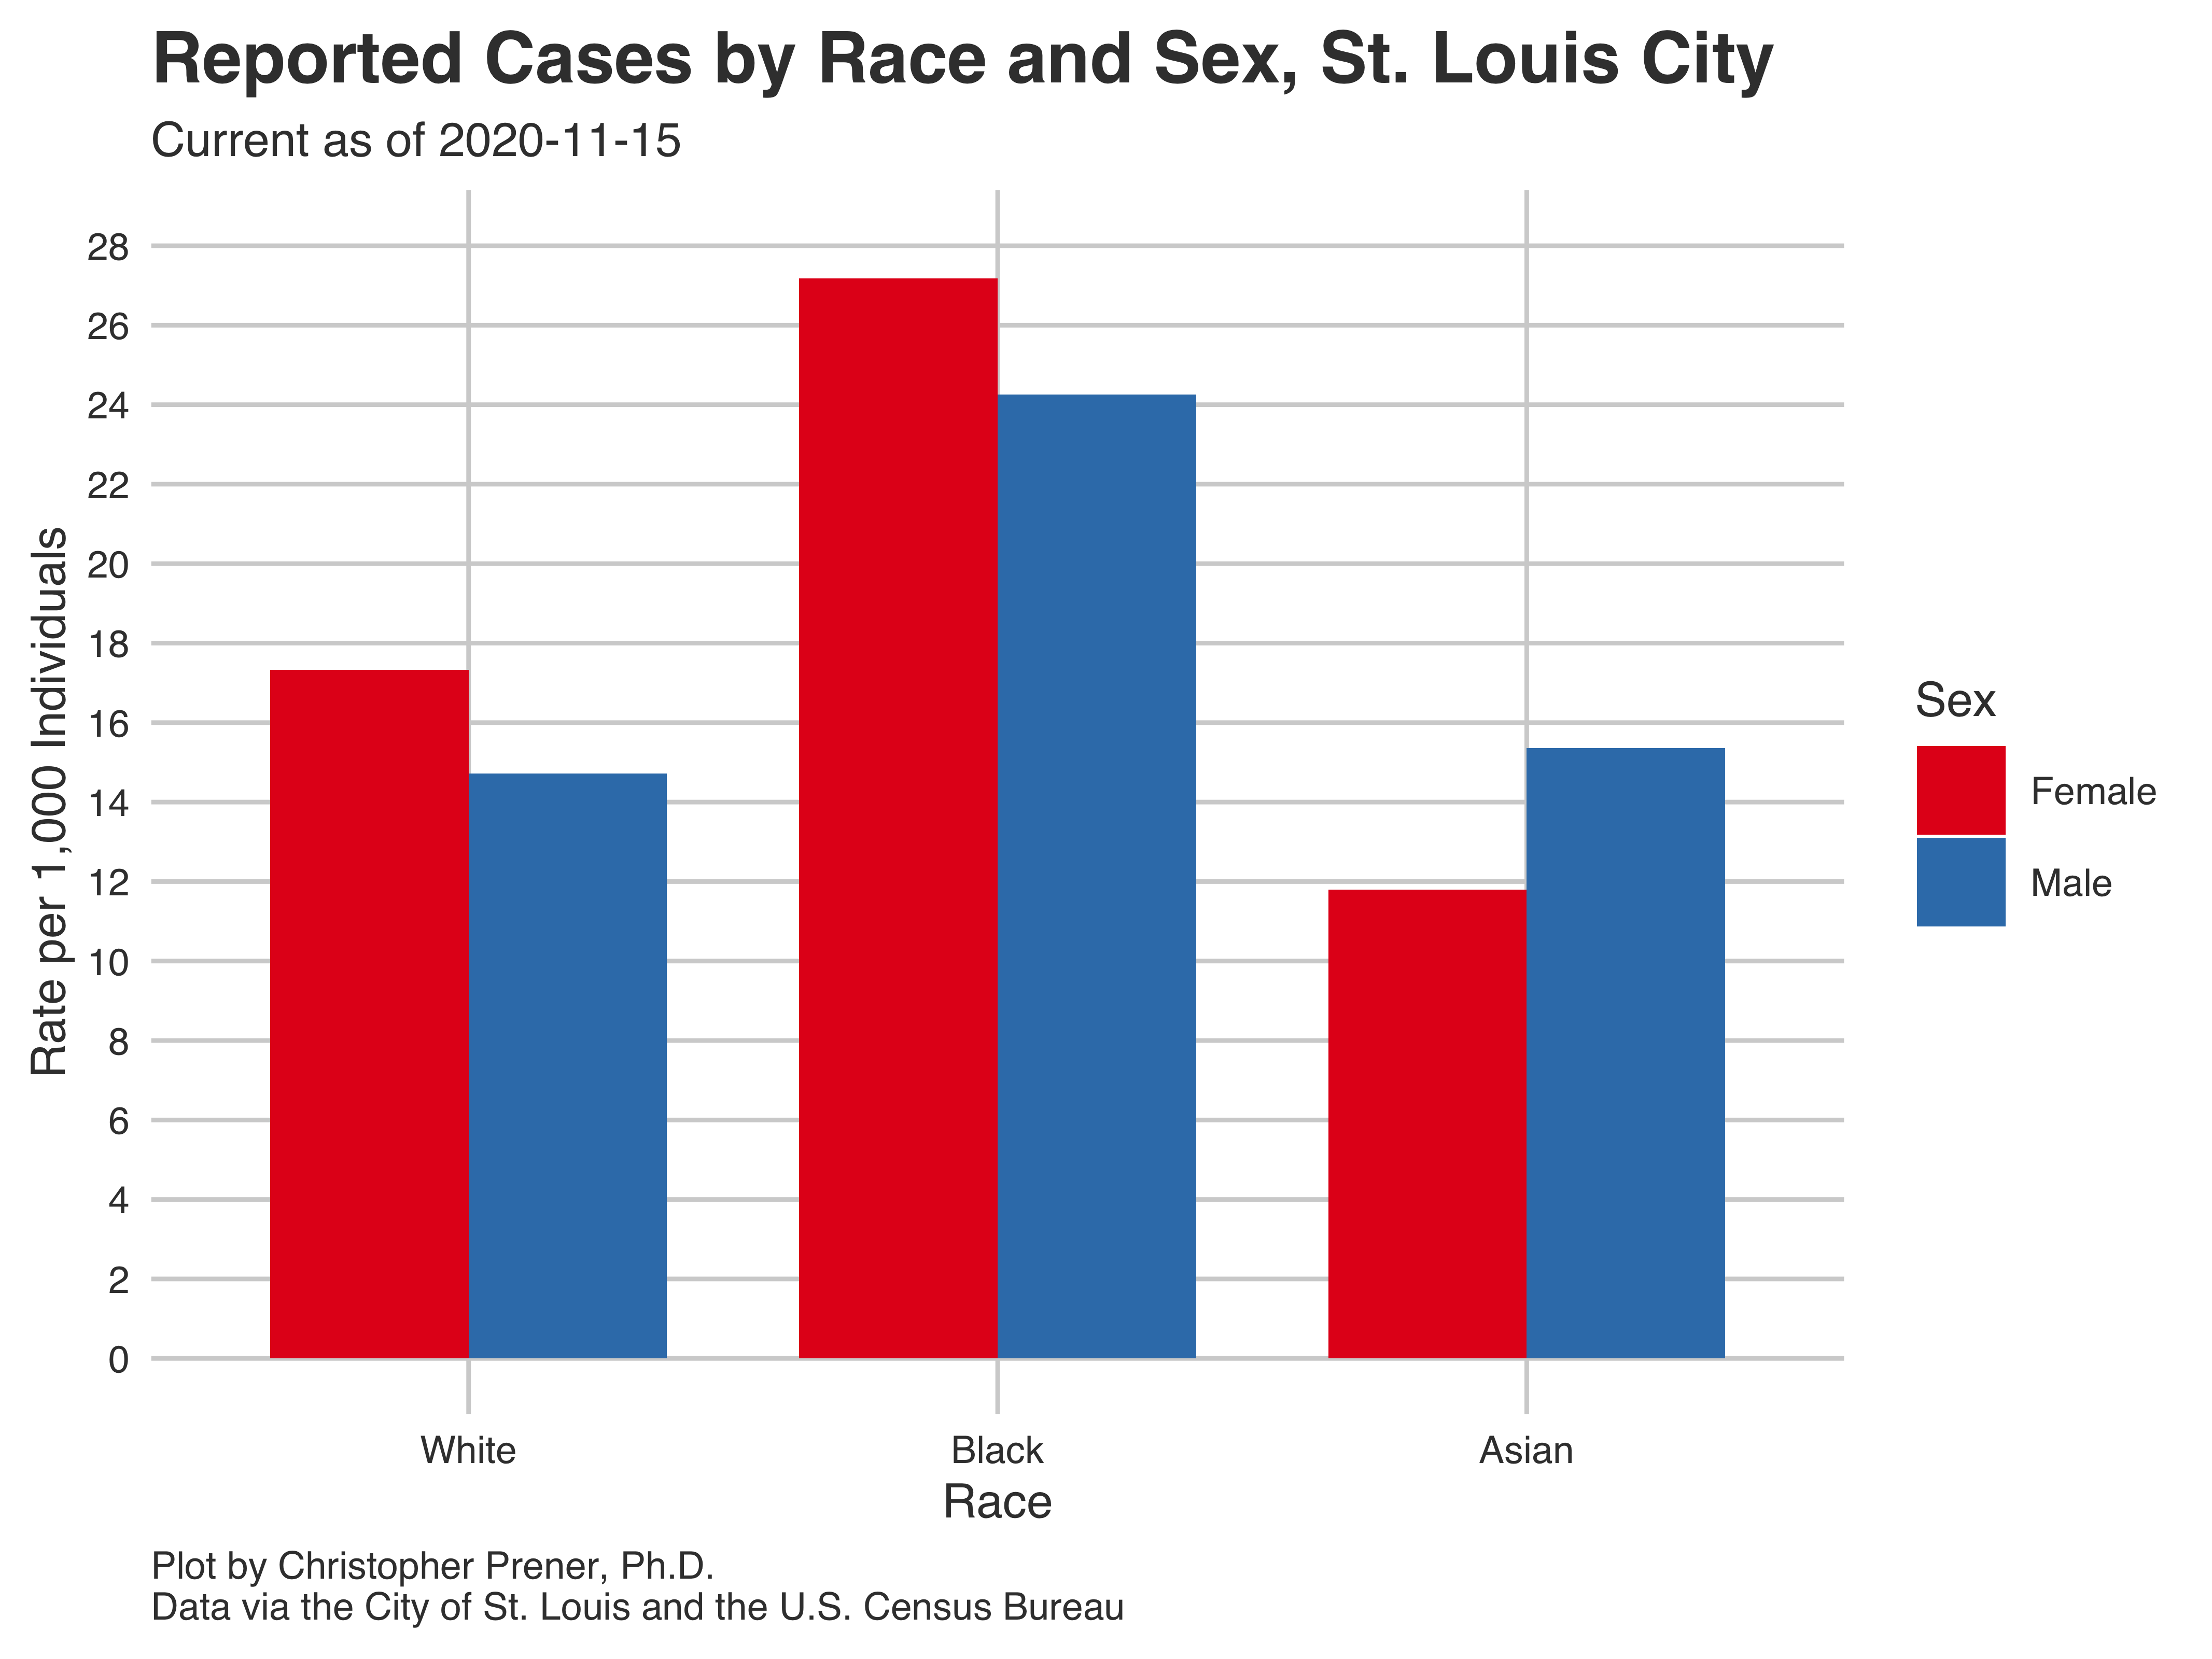 Reported Cases by Race and Sex, St. Louis City
Current as of 2020-11-15
Rate per 1,000 Individuals
28
26
24
22
20
18
16
14
12
10
8
6
4
2
0
White
Black
Asian
Race
Sex
Female
Male
Plot by Christopher Prener, Ph.D.
Data via the City of St. Louis and the U.S. Census Bureau